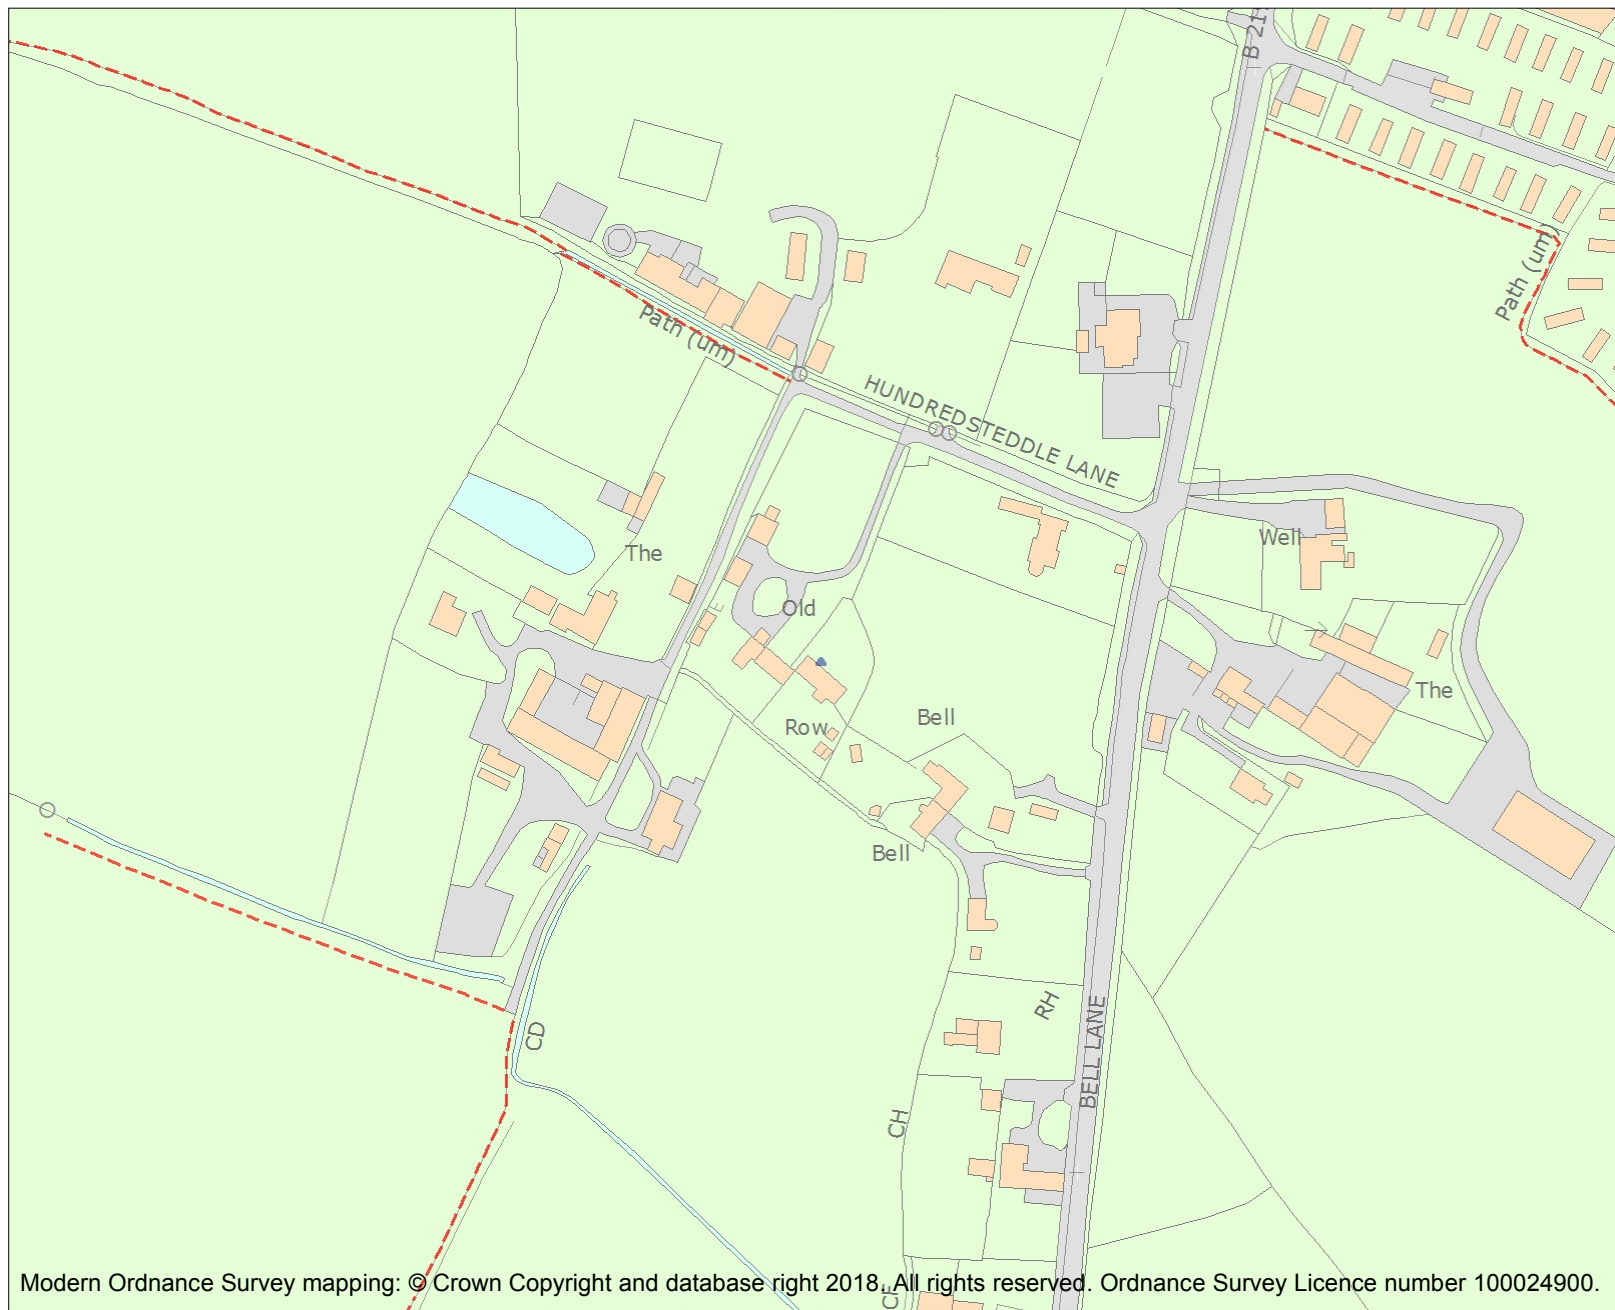 B 21
Path (um)
Path (um)
HUNDREDSTEDDLE LANE
Well
The
Old
E
The
Row
Bell
Bell
RH
CD
BELL LANE
CH
CF
Modern Ordnance Survey mapping: © Crown Copyright and database right 2018. All rights reserved. Ordnance Survey Licence number 100024900.